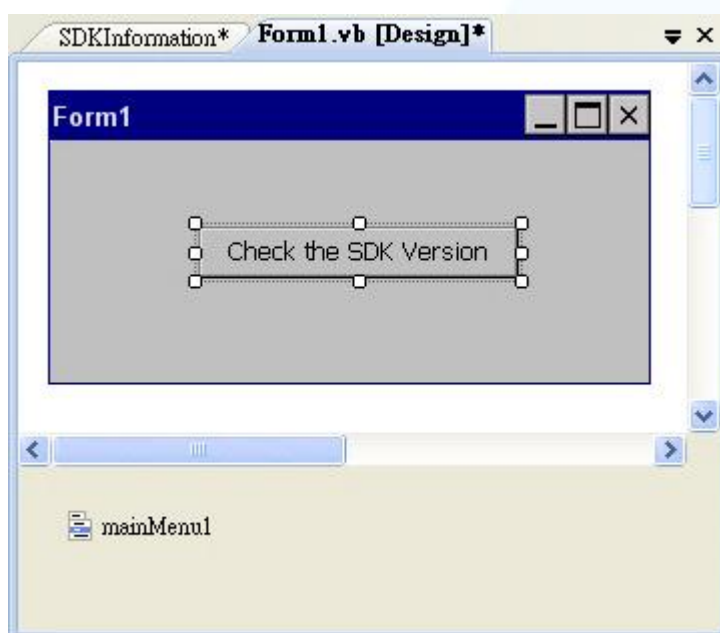 SDKInformation* Form1.vb [Design]*
Form1
Check the SDK Version
mainMenu1